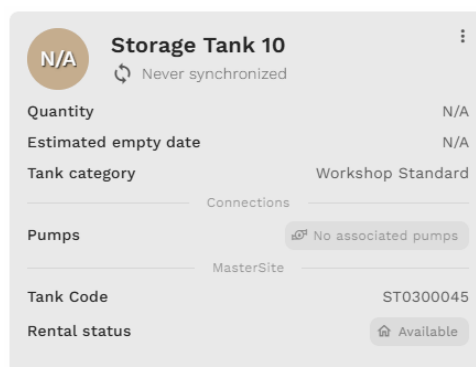 N/A
Storage Tank 10
Never synchronized
Quantity N/A
Estimated empty date N/A
Tank category Workshop Standard
Connections
Pumps No associated pumps
MasterSite
Tank Code ST0300045
Rental status Available